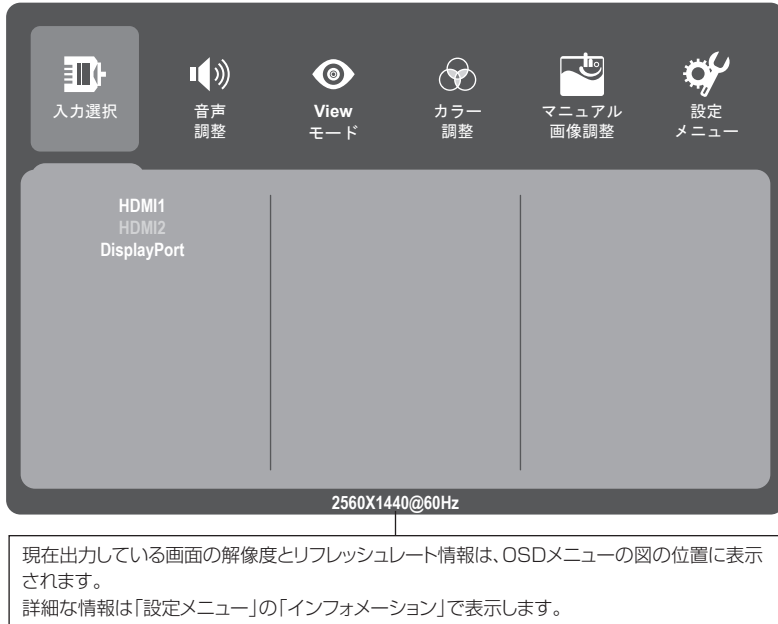 入力選択
音声
調整
View
モード
カラー
調整
マニュアル
画像調整
設定
メニュー
HDMI1
HDMI2
DisplayPort
2560X1440@60Hz
現在出力している画面の解像度とリフレッシュレート情報は、OSDメニューの図の位置に表示
されます。
詳細な情報は「設定メニュー」の「インフォメーション」で表示します。